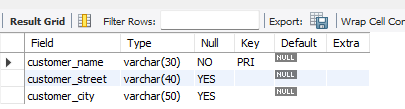 Result Grid Filter Rows: Export: Wrap Cell Con
Field Type Null Key Default Extra
customer_name varchar(30) NO PRI NULL
customer_street varchar(40) YES NULL
customer_city varchar(50) YES NULL